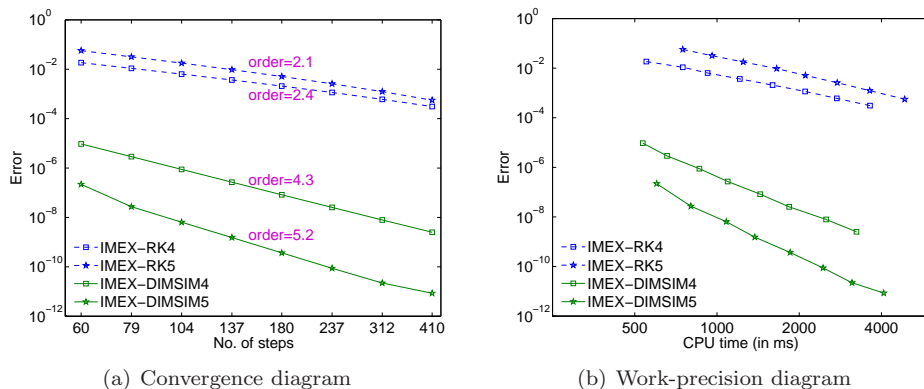 10^0
10^−2
10^−4
10^−6
10^−8
10^−10
10^−12
Error
order=2.1
order=2.4
order=4.3
order=5.2
IMEX−RK4
IMEX−RK5
IMEX−DIMSIM4
IMEX−DIMSIM5
60 79 104 137 180 237 312 410
No. of steps
(a) Convergence diagram
10^0
10^−2
10^−4
10^−6
10^−8
10^−10
10^−12
Error
IMEX−RK4
IMEX−RK5
IMEX−DIMSIM4
IMEX−DIMSIM5
500 1000 2000 4000
CPU time (in ms)
(b) Work-precision diagram